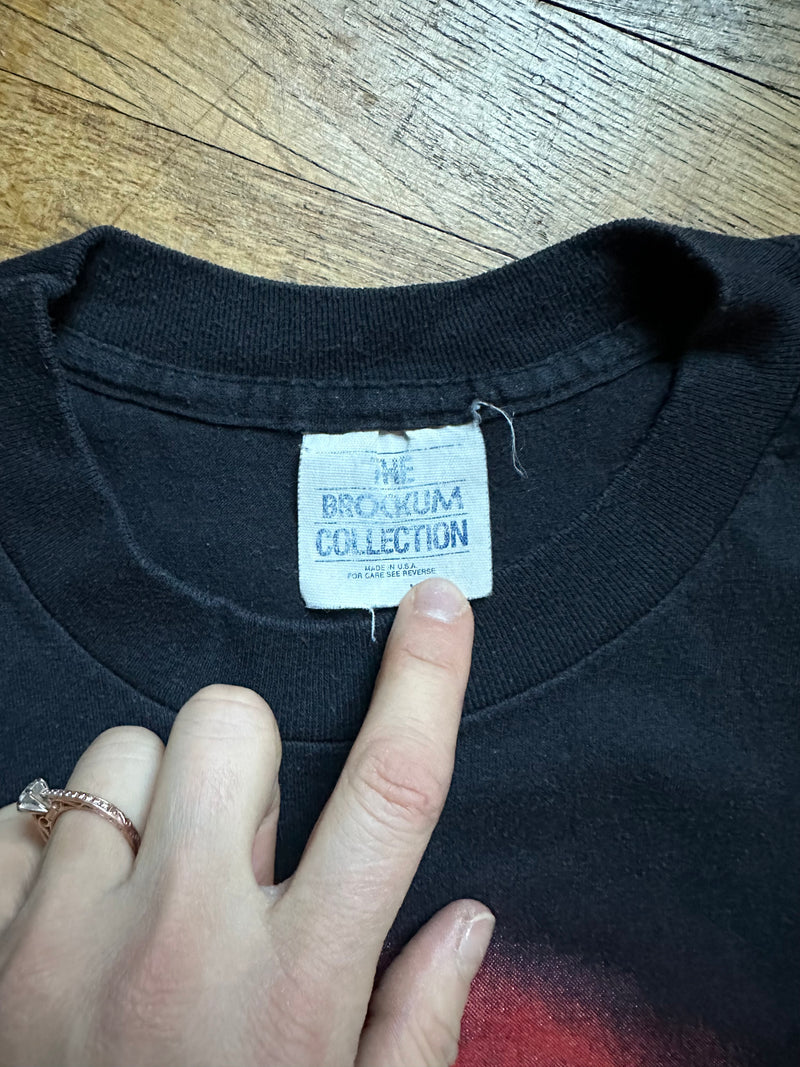 THE
BROCKUM
COLLECTION
MADE IN U.S.A.
FOR CARE SEE REVERSE